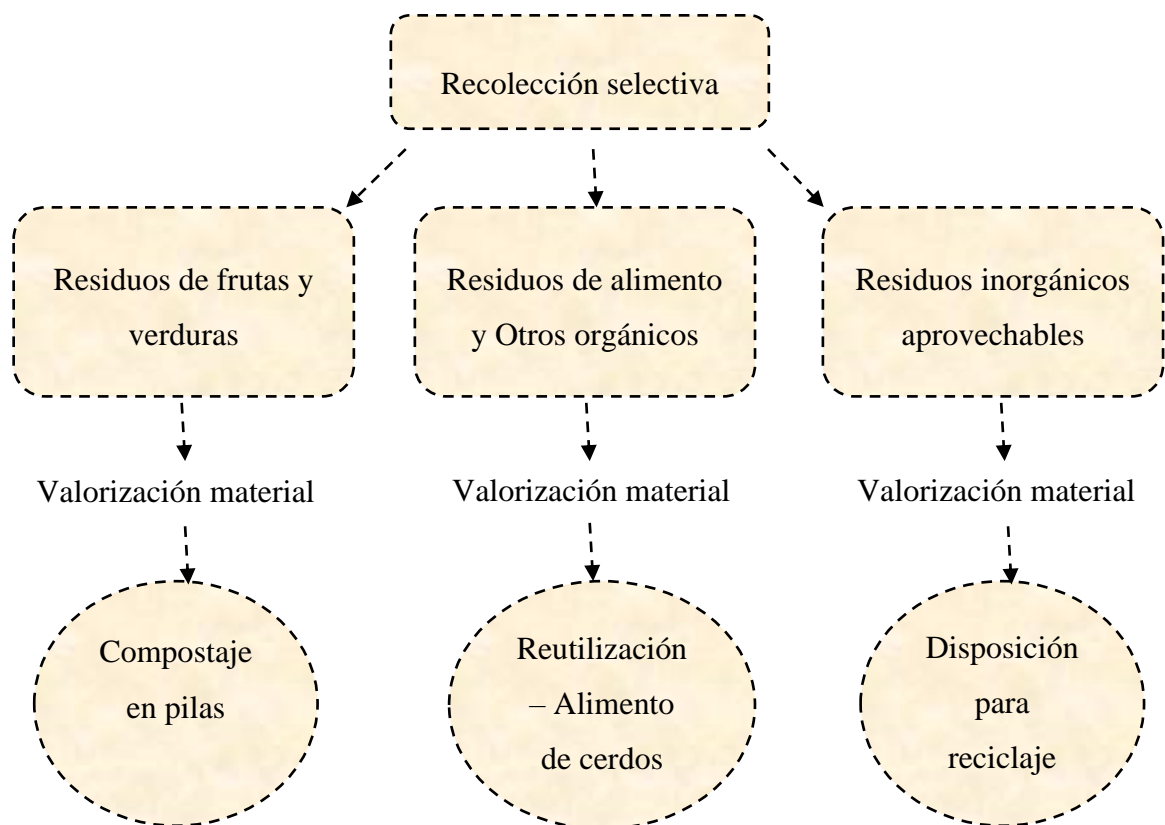 Recolección selectiva
Residuos de frutas y
verduras
Residuos de alimento
y Otros orgánicos
Residuos inorgánicos
aprovechables
Valorización material
Valorización material
Valorización material
Compostaje
en pilas
Reutilización
– Alimento
de cerdos
Disposición
para
reciclaje